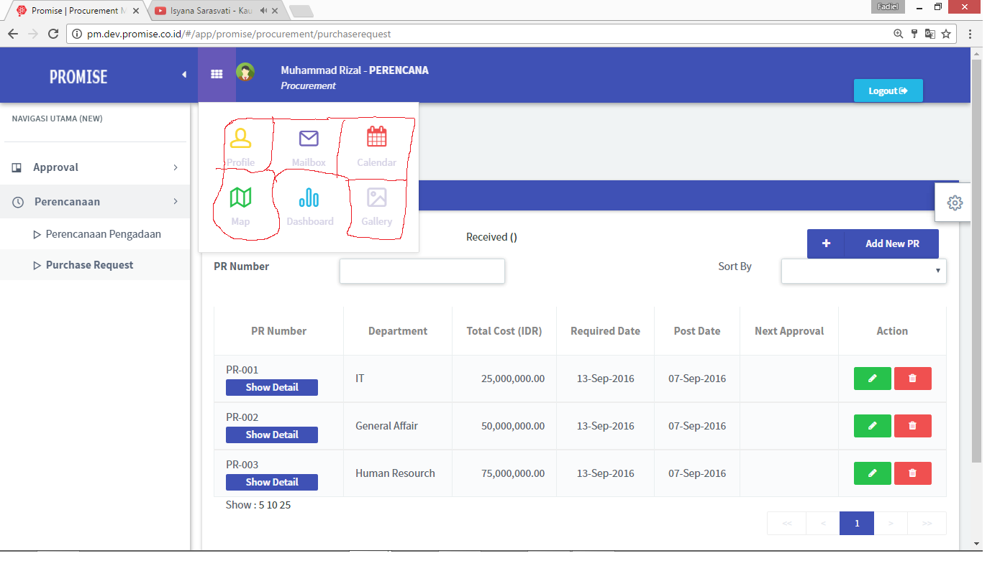 Promise | Procurement M
Isyana Sarasvati - Kau
Fadiel
pm.dev.promise.co.id/#/app/promise/procurement/purchaserequest
PROMISE
Muhammad Rizal - PERENCANA
Procurement
Logout
NAVIGASI UTAMA (NEW)
Approval
Perencanaan
Perencanaan Pengadaan
Purchase Request
Profile Mailbox Calendar
Map Dashboard Gallery
Received ()
Add New PR
PR Number
Sort By
PR Number Department Total Cost (IDR) Required Date Post Date Next Approval Action
PR-001
Show Detail
IT 25,000,000.00 13-Sep-2016 07-Sep-2016
PR-002
Show Detail
General Affair 50,000,000.00 13-Sep-2016 07-Sep-2016
PR-003
Show Detail
Human Resourch 75,000,000.00 13-Sep-2016 07-Sep-2016
Show : 5 10 25
<< < 1 > >>